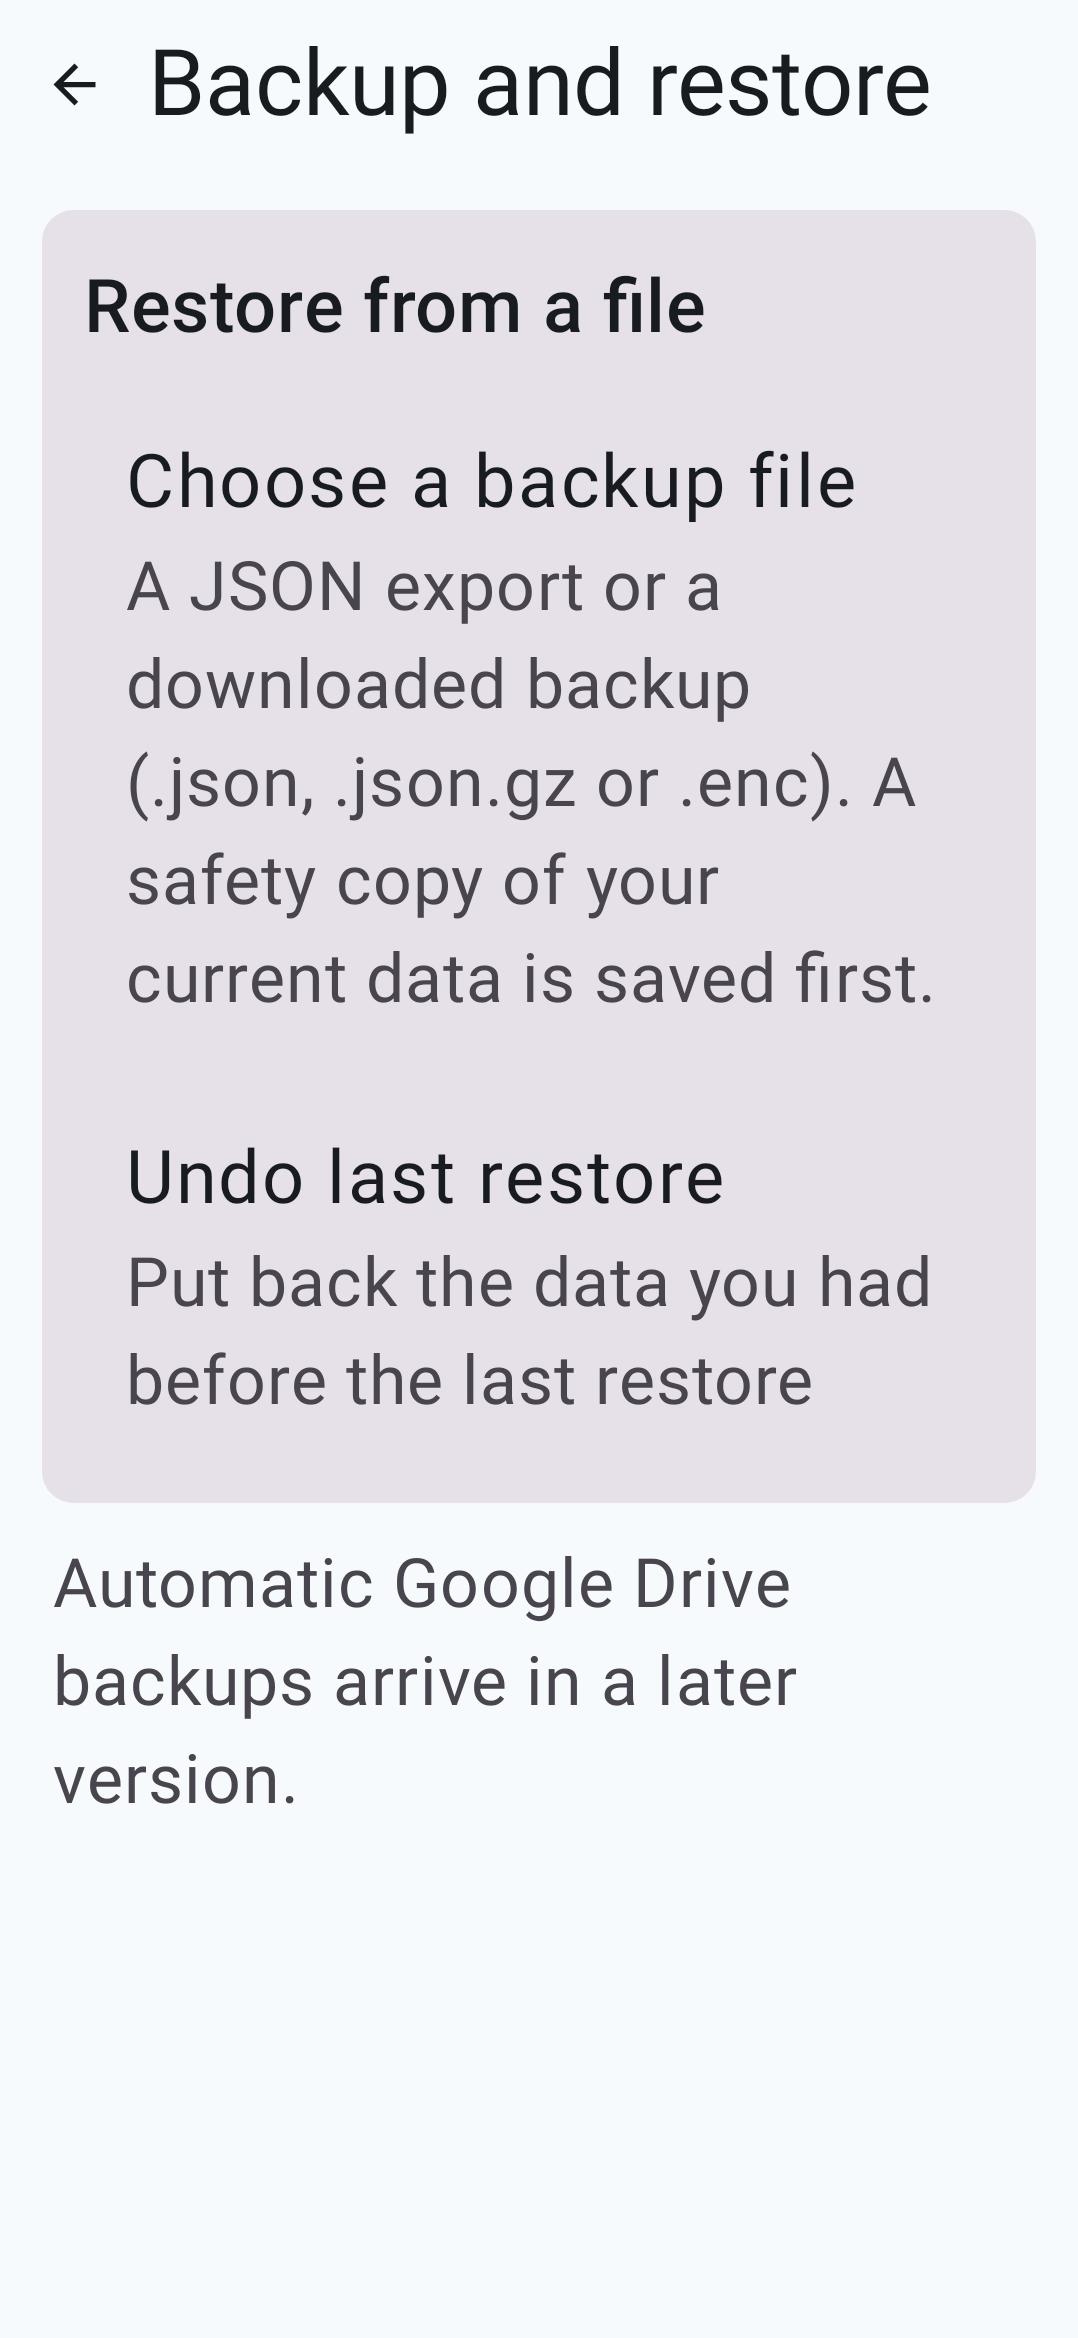 Backup and restore
Restore from a file
Choose a backup file
A JSON export or a
downloaded backup
(.json, .json.gz or .enc). A
safety copy of your
current data is saved first.
Undo last restore
Put back the data you had
before the last restore
Automatic Google Drive
backups arrive in a later
version.